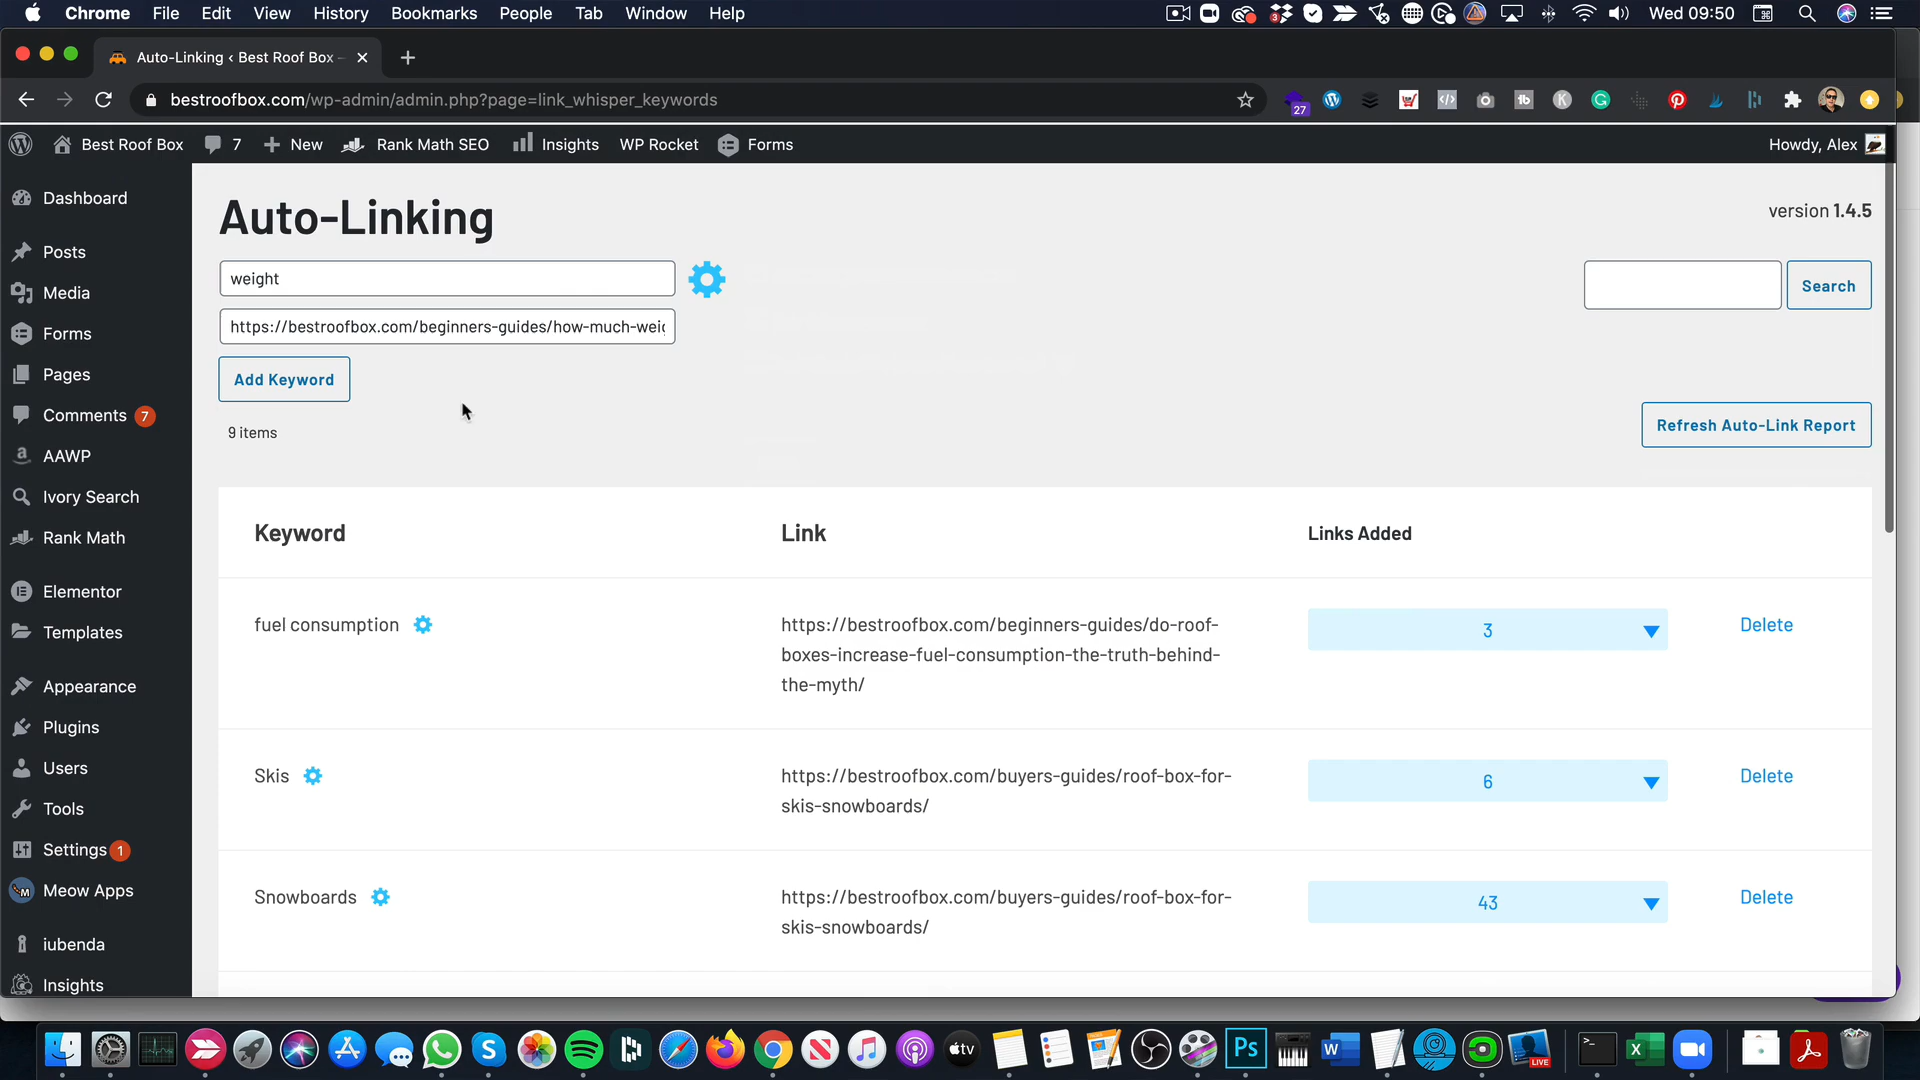 Chrome File Edit View History Bookmarks People Tab Window Help
3
Wed 09:50
Auto-Linking ‹ Best Roof Box –
bestroofbox.com/wp-admin/admin.php?page=link_whisper_keywords
27
Best Roof Box 7 New Rank Math SEO Insights WP Rocket Forms
Howdy, Alex
Dashboard
Posts
Media
Forms
Pages
Comments 7
AAWP
Ivory Search
Rank Math
Elementor
Templates
Appearance
Plugins
Users
Tools
Settings 1
Meow Apps
iubenda
Insights
Auto-Linking
version 1.4.5
weight
Search
https://bestroofbox.com/beginners-guides/how-much-weig
Add Keyword
9 items
Refresh Auto-Link Report
Keyword Link Links Added
fuel consumption
https://bestroofbox.com/beginners-guides/do-roof-
boxes-increase-fuel-consumption-the-truth-behind-
the-myth/
3
Delete
Skis
https://bestroofbox.com/buyers-guides/roof-box-for-
skis-snowboards/
6
Delete
Snowboards
https://bestroofbox.com/buyers-guides/roof-box-for-
skis-snowboards/
43
Delete
tv
Ps
LIVE